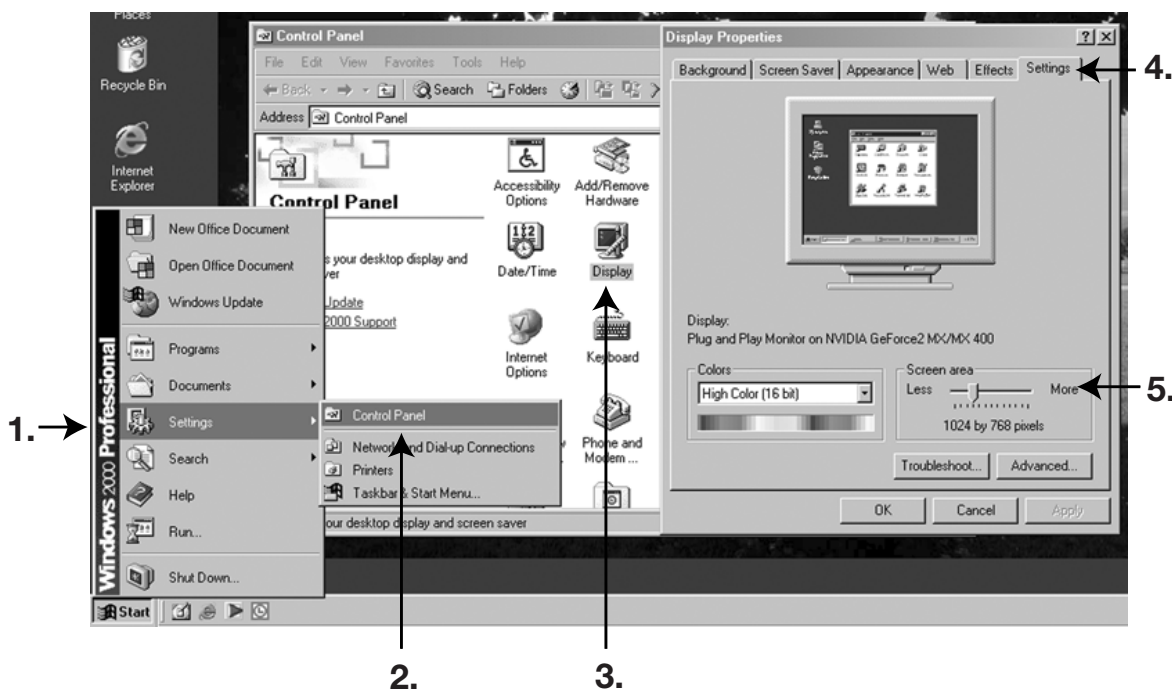 Places
Recycle Bin
Internet
Explorer
Control Panel
File Edit View Favorites Tools Help
Back Search Folders
Address Control Panel
Control Panel
s your desktop display and
Update
2000 Support
Accessibility
Options
Add/Remove
Hardware
Date/Time
Display
Internet
Options
Keyboard
Phone and
Modem ...
our desktop display and screen saver
Windows 2000 Professional
New Office Document
Open Office Document
Windows Update
Programs
Documents
Settings
Search
Help
Run...
Shut Down...
Start
Control Panel
Network and Dial-up Connections
Printers
Taskbar & Start Menu...
Display Properties
Background Screen Saver Appearance Web Effects Settings
Display:
Plug and Play Monitor on NVIDIA GeForce2 MX/MX 400
Colors
High Color (16 bit)
Screen area
Less More
1024 by 768 pixels
Troubleshoot... Advanced...
OK Cancel Apply
1.
2.
3.
4.
5.